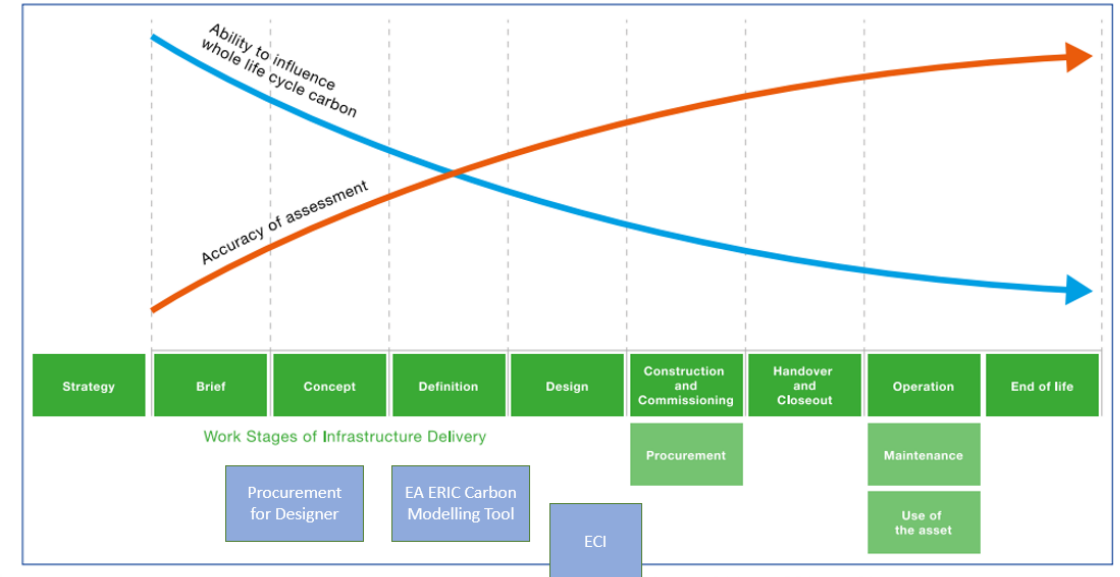 Ability to influence
whole life cycle carbon
Accuracy of assessment
Strategy
Brief
Concept
Definition
Design
Construction
and
Commissioning
Handover
and
Closeout
Operation
End of life
Work Stages of Infrastructure Delivery
Procurement
Maintenance
Use of
the asset
Procurement
for Designer
EA ERIC Carbon
Modelling Tool
ECI